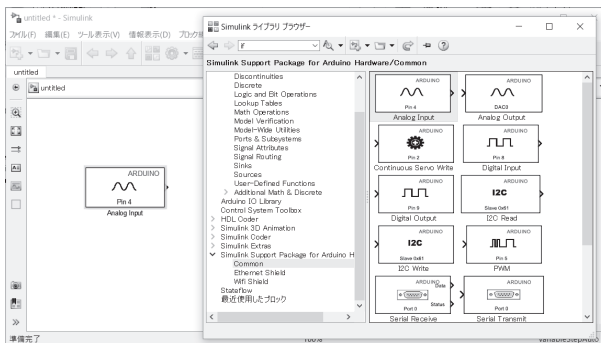 untitled * - Simulink
ファイル(F) 編集(E) ツール表示(V) 情報表示(D) ブロック線
untitled
untitled
ARDUINO
Pin 4
Analog Input
準備完了
100%
VariableStepAuto
Simulink ライブラリ ブラウザー
if
Simulink Support Package for Arduino Hardware/Common
Discontinuities
Discrete
Logic and Bit Operations
Lookup Tables
Math Operations
Model Verification
Model-Wide Utilities
Ports & Subsystems
Signal Attributes
Signal Routing
Sinks
Sources
User-Defined Functions
Additional Math & Discrete
Arduino IO Library
Control System Toolbox
HDL Coder
Simulink 3D Animation
Simulink Coder
Simulink Extras
Simulink Support Package for Arduino H
Common
Ethernet Shield
Wifi Shield
Stateflow
最近使用したブロック
ARDUINO
Pin 4
Analog Input
ARDUINO
DAC0
Analog Output
ARDUINO
Pin 2
Continuous Servo Write
ARDUINO
Pin 8
Digital Input
ARDUINO
Pin 9
Digital Output
ARDUINO
I2C
Slave 0x61
I2C Read
ARDUINO
I2C
Slave 0x61
I2C Write
ARDUINO
Pin 5
PWM
ARDUINO
Data
Status
Port 0
Serial Receive
ARDUINO
Port 0
Serial Transmit